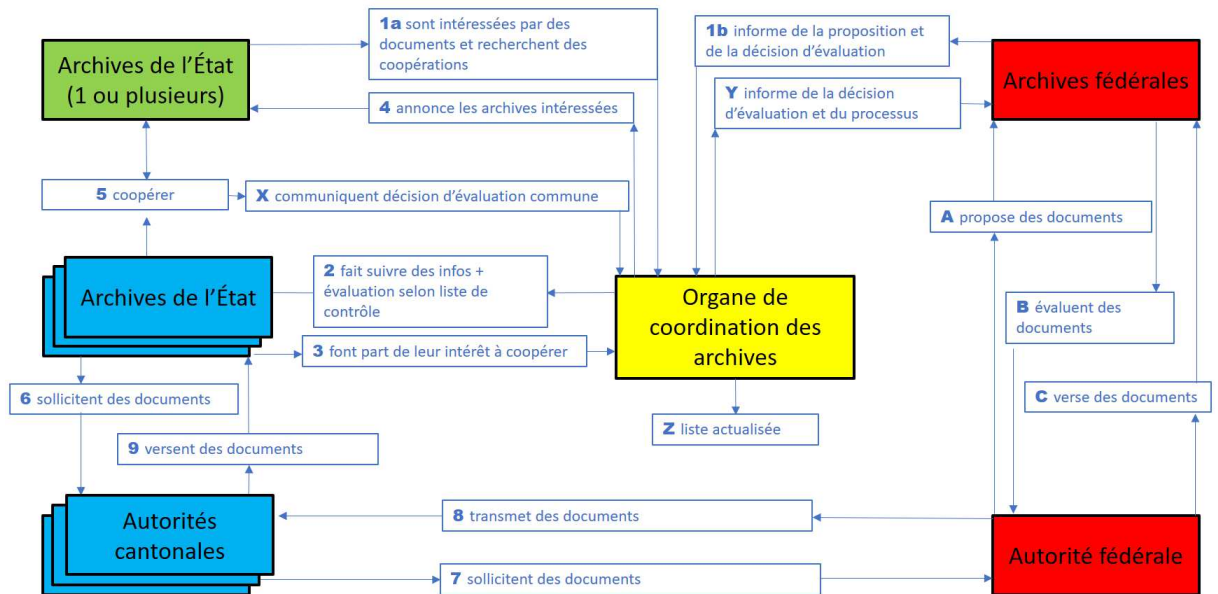 1a sont intéressées par des
documents et recherchent des
coopérations
1b informe de la proposition et
de la décision d'évaluation
Archives de l'État
(1 ou plusieurs)
Archives fédérales
4 annonce les archives intéressées
Y informe de la décision
d'évaluation et du processus
5 coopérer
X communiquent décision d'évaluation commune
A propose des documents
Archives de l'État
2 fait suivre des infos +
évaluation selon liste de
contrôle
Organe de
coordination des
archives
B évaluent des
documents
3 font part de leur intérêt à coopérer
6 sollicitent des documents
C verse des documents
Z liste actualisée
9 versent des documents
Autorités
cantonales
8 transmet des documents
Autorité fédérale
7 sollicitent des documents